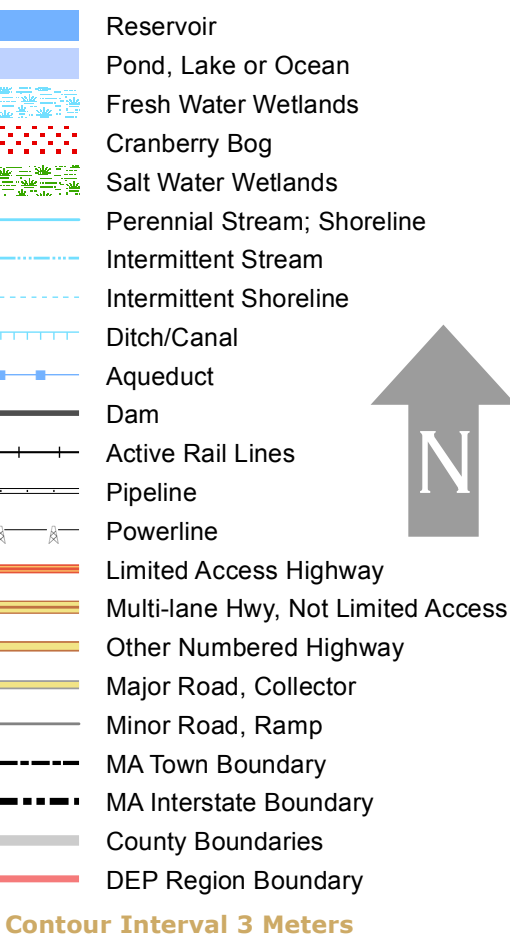 Reservoir
Pond, Lake or Ocean
Fresh Water Wetlands
Cranberry Bog
Salt Water Wetlands
Perennial Stream; Shoreline
Intermittent Stream
Intermittent Shoreline
Ditch/Canal
Aqueduct
Dam
Active Rail Lines
N
Pipeline
Powerline
Limited Access Highway
Multi-lane Hwy, Not Limited Access
Other Numbered Highway
Major Road, Collector
Minor Road, Ramp
MA Town Boundary
MA Interstate Boundary
County Boundaries
DEP Region Boundary
Contour Interval 3 Meters